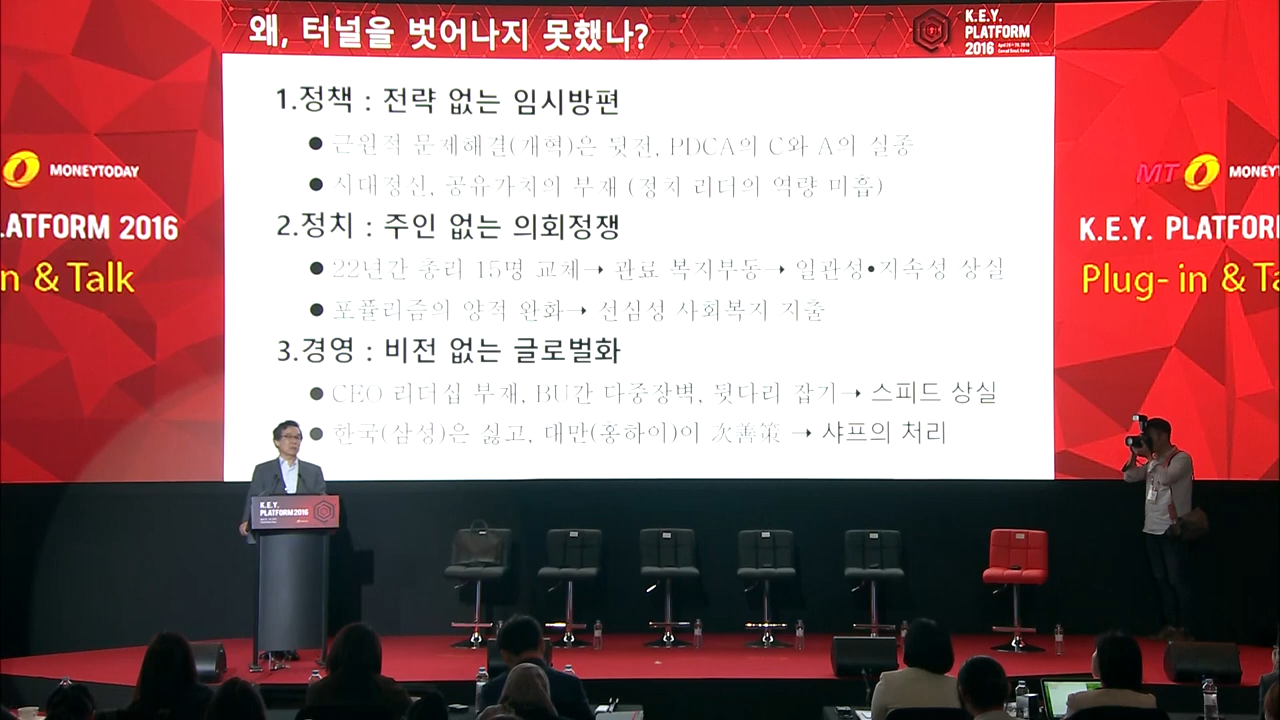 왜, 터널을 벗어나지 못했나?
K.E.Y.
PLATFORM
2016
1.정책 : 전략 없는 임시방편
● 근원적 문제해결(개혁)은 뒷전, PDCA의 C와 A의 실종
● 시대정신, 공유가치의 부재 (정치 리더의 역량 미흡)
2.정치 : 주인 없는 의회정쟁
● 22년간 총리 15명 교체→ 관료 복지부동→ 일관성•지속성 상실
● 포퓰리즘의 양적 완화→ 선심성 사회복지 지출
3.경영 : 비전 없는 글로벌화
● CEO 리더십 부재, BU간 다중장벽, 뒷다리 잡기→ 스피드 상실
● 한국(삼성)은 싫고, 대만(홍하이)이 次善策 → 샤프의 처리
MONEYTODAY
LATFORM 2016
n & Talk
MT MONEY
K.E.Y. PLATFOR
Plug- in & Ta
K.E.Y.
PLATFORM2016